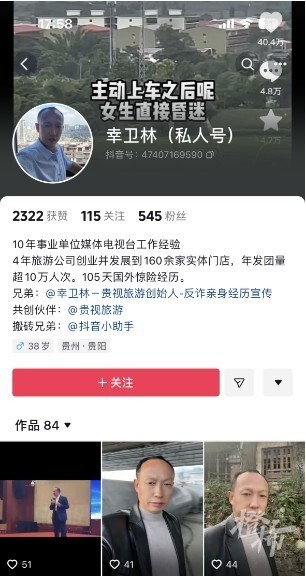 17:58
40.4万
主动上车之后呢
女生直接昏迷
4.8万
幸卫林（私人号）
抖音号：47407169590
2322 获赞 115 关注 545 粉丝
10年事业单位媒体电视台工作经验
4年旅游公司创业并发展到160余家实体门店，年发团量
超10万人次。105天国外惊险经历。
兄弟：@幸卫林－贵视旅游创始人-反诈亲身经历宣传
共创伙伴：@贵视旅游
搬砖兄弟：@抖音小助手
38岁 贵州·贵阳
+ 关注
作品 84
51
41
44